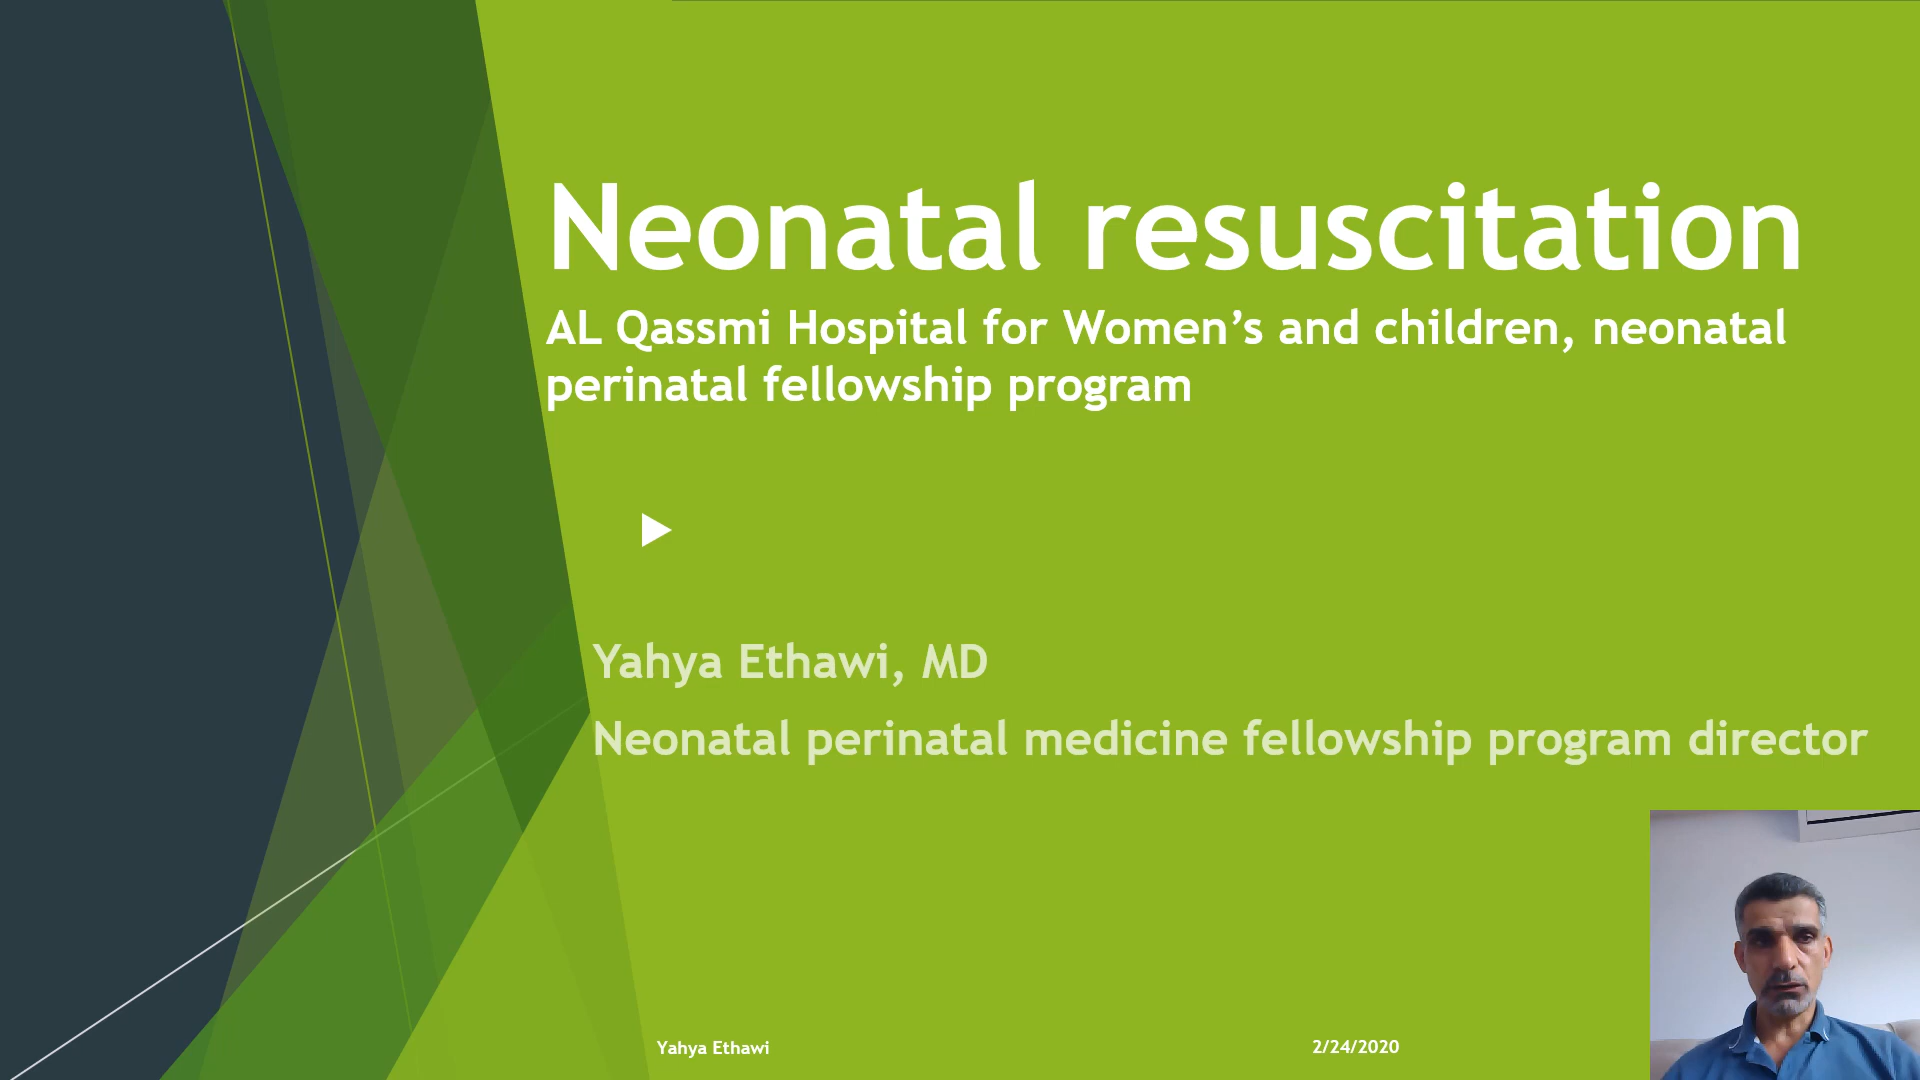 Neonatal resuscitation
AL Qassmi Hospital for Women’s and children, neonatal
perinatal fellowship program
Yahya Ethawi, MD
Neonatal perinatal medicine fellowship program director
Yahya Ethawi
2/24/2020